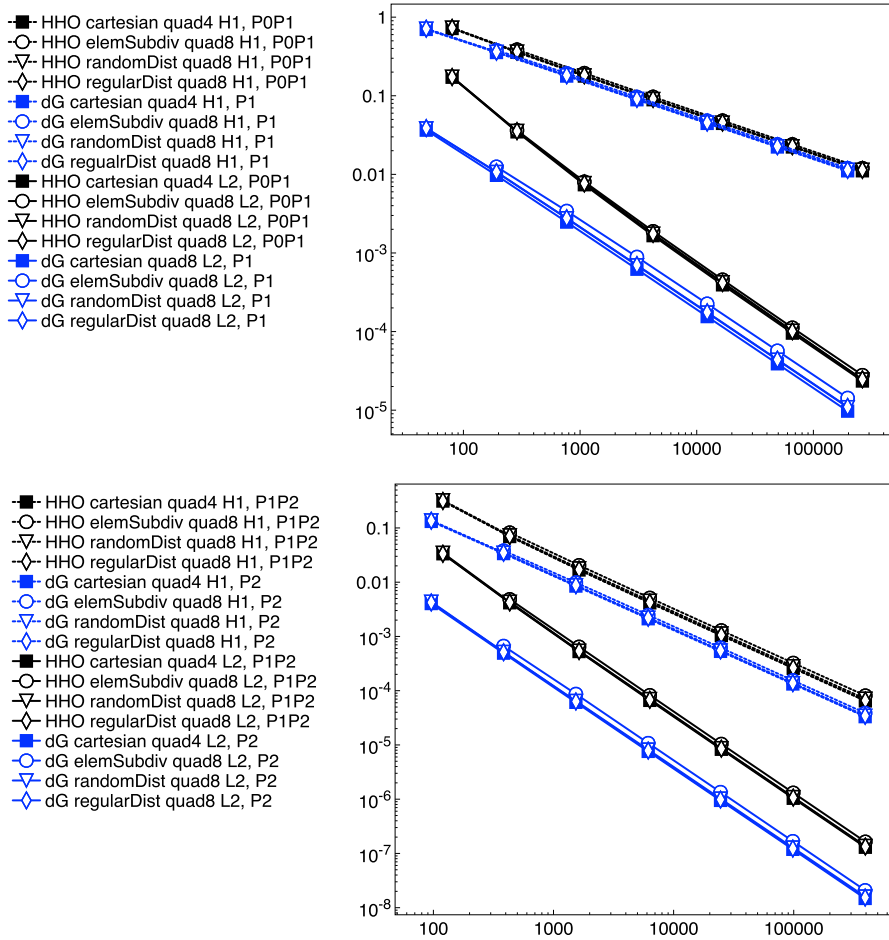 HHO cartesian quad4 H1, P0P1
HHO elemSubdiv quad8 H1, P0P1
HHO randomDist quad8 H1, P0P1
HHO regularDist quad8 H1, P0P1
dG cartesian quad4 H1, P1
dG elemSubdiv quad8 H1, P1
dG randomDist quad8 H1, P1
dG regualrDist quad8 H1, P1
HHO cartesian quad4 L2, P0P1
HHO elemSubdiv quad8 L2, P0P1
HHO randomDist quad8 L2, P0P1
HHO regularDist quad8 L2, P0P1
dG cartesian quad8 L2, P1
dG elemSubdiv quad8 L2, P1
dG randomDist quad8 L2, P1
dG regularDist quad8 L2, P1
1
0.1
0.01
10⁻³
10⁻⁴
10⁻⁵
100 1000 10000 100000
HHO cartesian quad4 H1, P1P2
HHO elemSubdiv quad8 H1, P1P2
HHO randomDist quad8 H1, P1P2
HHO regularDist quad8 H1, P1P2
dG cartesian quad4 H1, P2
dG elemSubdiv quad8 H1, P2
dG randomDist quad8 H1, P2
dG regularDist quad8 H1, P2
HHO cartesian quad4 L2, P1P2
HHO elemSubdiv quad8 L2, P1P2
HHO randomDist quad8 L2, P1P2
HHO regularDist quad8 L2, P1P2
dG cartesian quad4 L2, P2
dG elemSubdiv quad8 L2, P2
dG randomDist quad8 L2, P2
dG regularDist quad8 L2, P2
0.1
0.01
10⁻³
10⁻⁴
10⁻⁵
10⁻⁶
10⁻⁷
10⁻⁸
100 1000 10000 100000